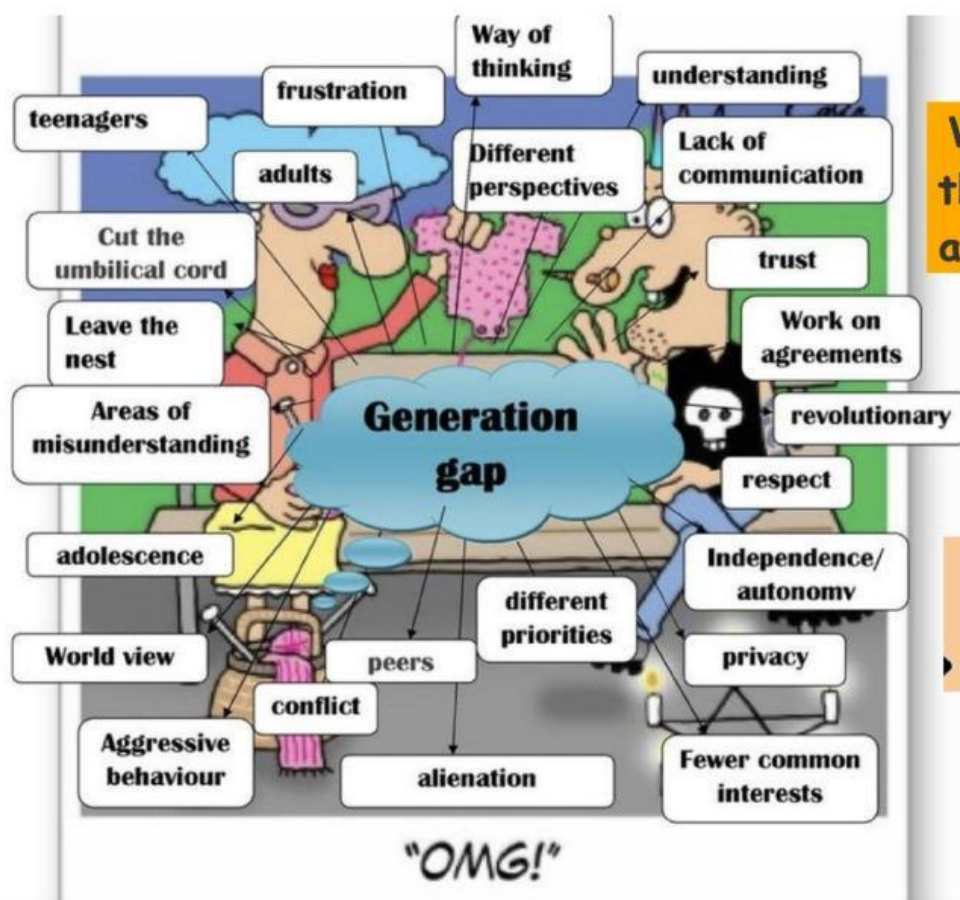 Way of
thinking
understanding
frustration
teenagers
Different
perspectives
Lack of
communication
adults
Cut the
umbilical cord
trust
Leave the
nest
Work on
agreements
Areas of
misunderstanding
Generation
gap
revolutionary
respect
adolescence
Independence/
autonomy
different
priorities
World view
peers
privacy
conflict
Aggressive
behaviour
alienation
Fewer common
interests
"OMG!"